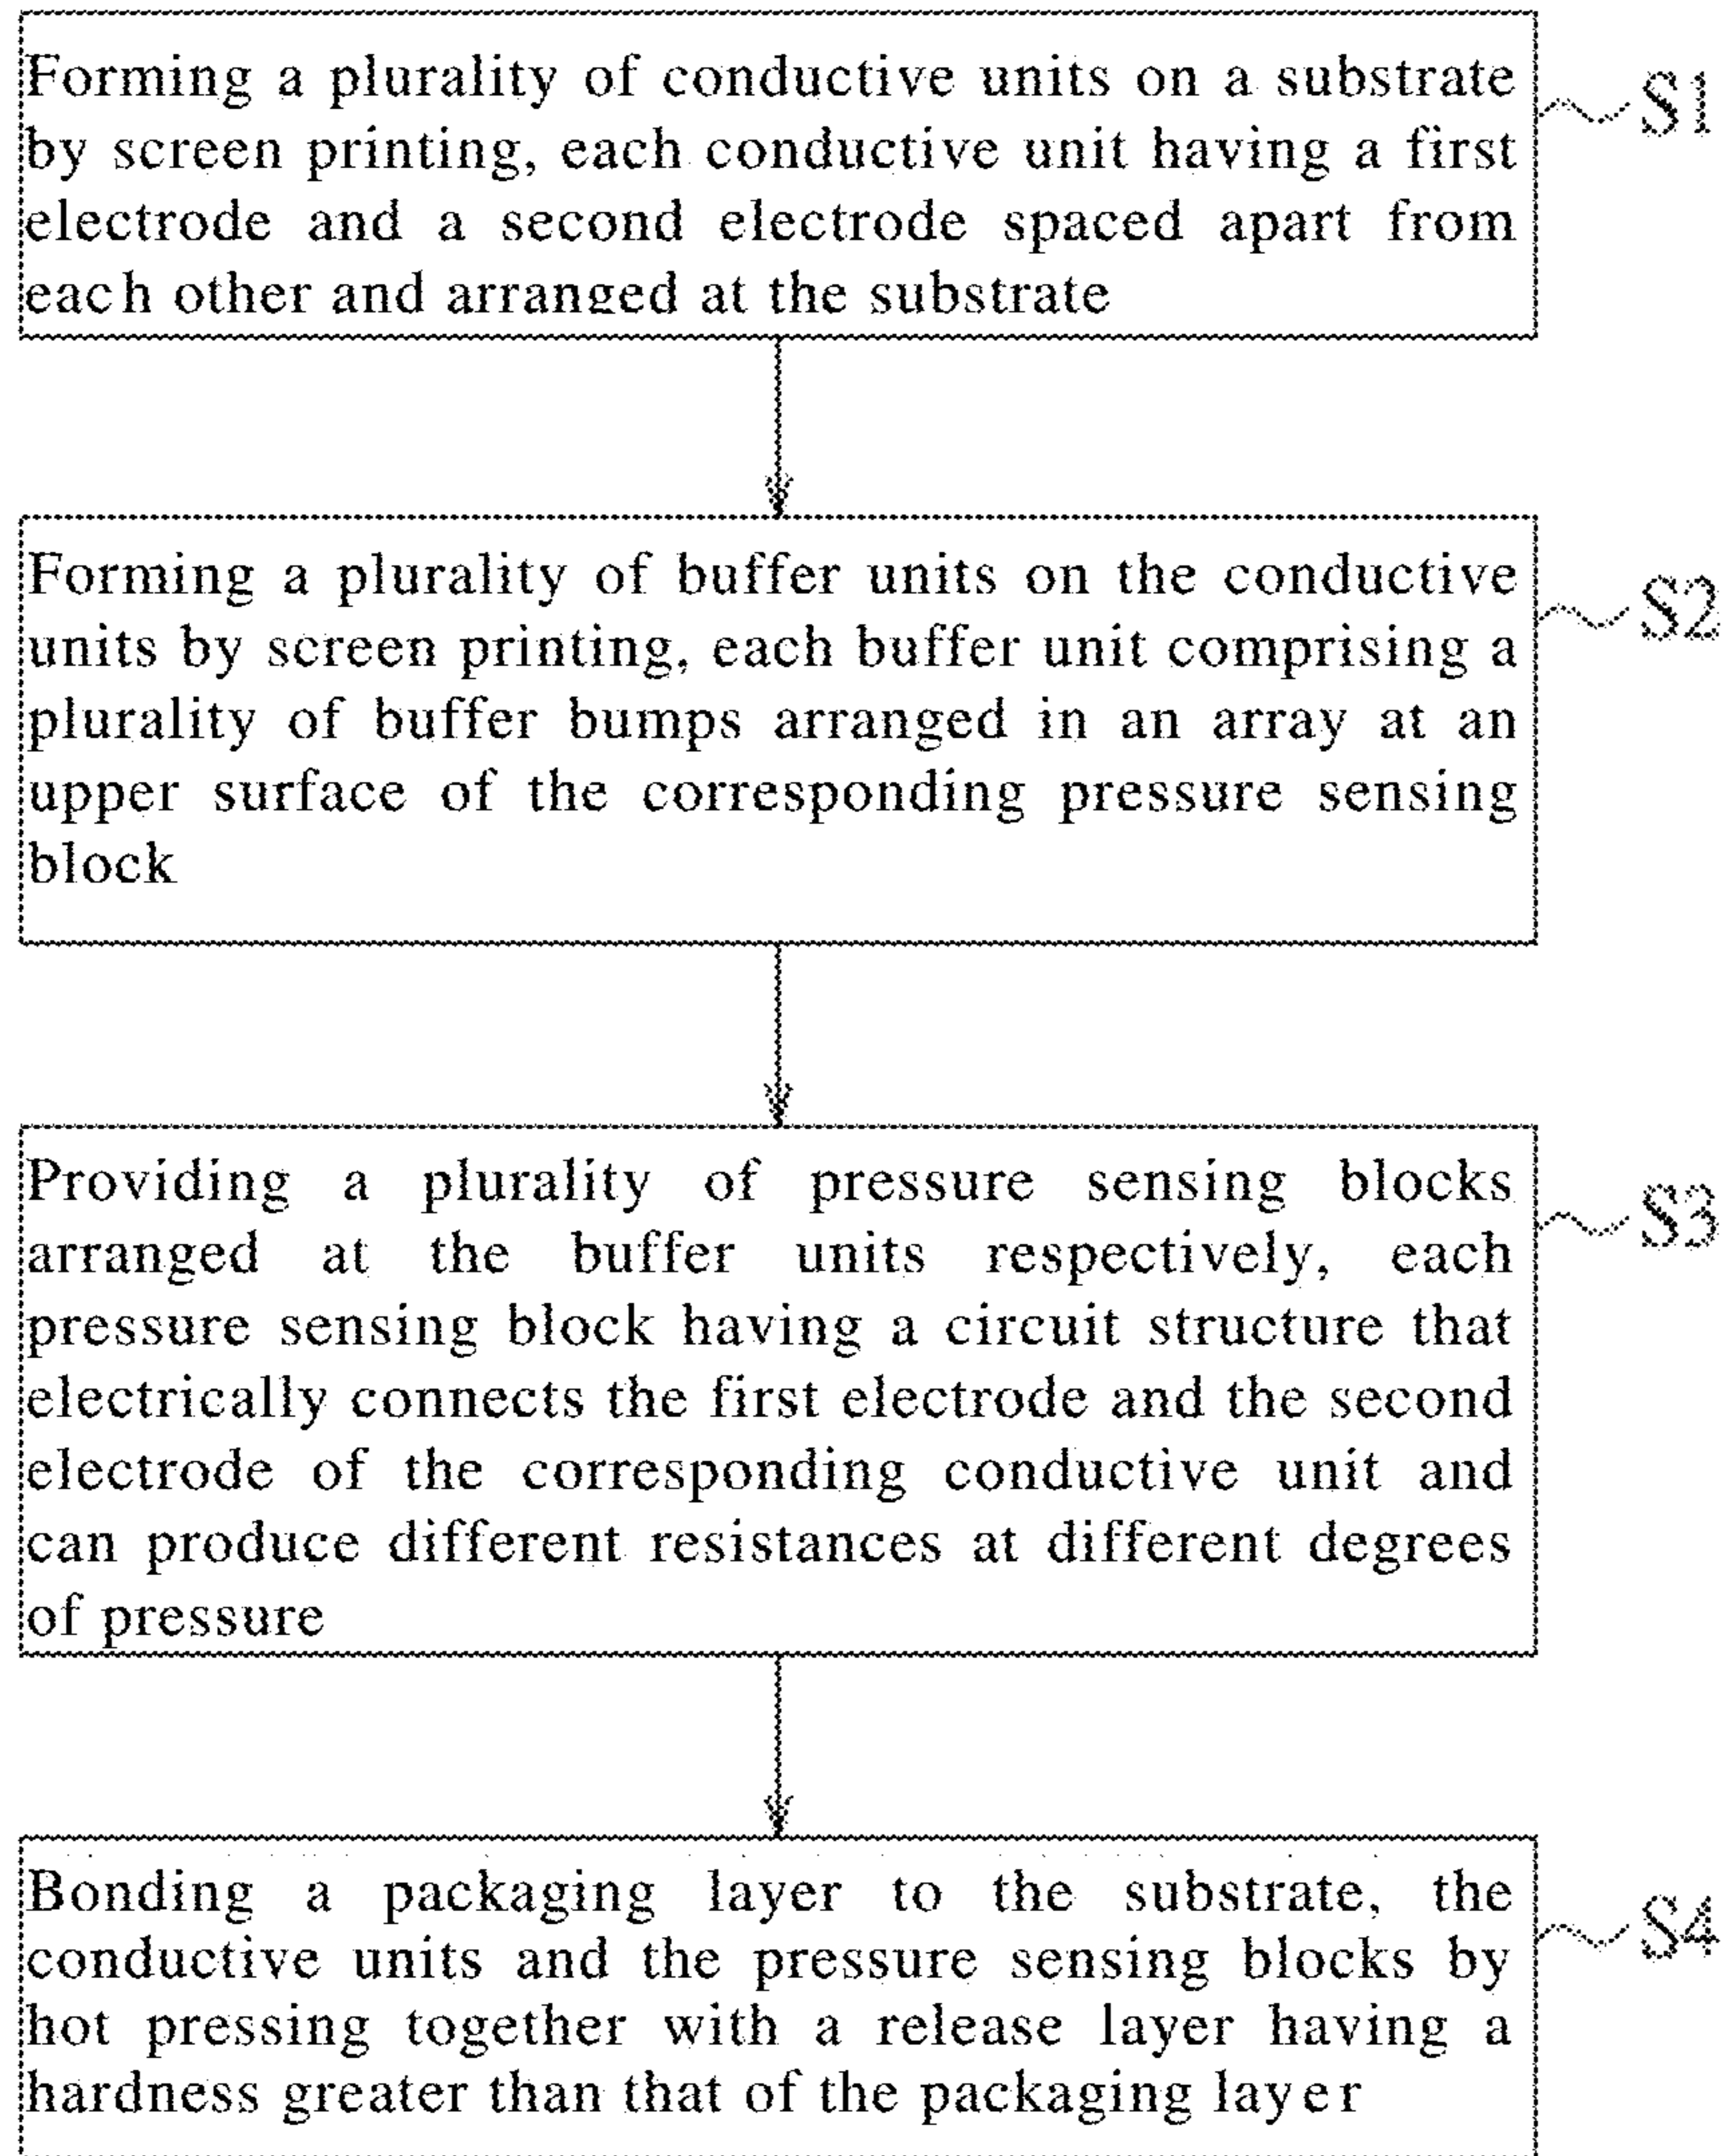 Forming a plurality of conductive units on a substrate
by screen printing, each conductive unit having a first
electrode and a second electrode spaced apart from
each other and arranged at the substrate
S1
Forming a plurality of buffer units on the conductive
units by screen printing, each buffer unit comprising a
plurality of buffer bumps arranged in an array at an
upper surface of the corresponding pressure sensing
block
S2
Providing a plurality of pressure sensing blocks
arranged at the buffer units respectively, each
pressure sensing block having a circuit structure that
electrically connects the first electrode and the second
electrode of the corresponding conductive unit and
can produce different resistances at different degrees
of pressure
S3
Bonding a packaging layer to the substrate, the
conductive units and the pressure sensing blocks by
hot pressing together with a release layer having a
hardness greater than that of the packaging layer
S4